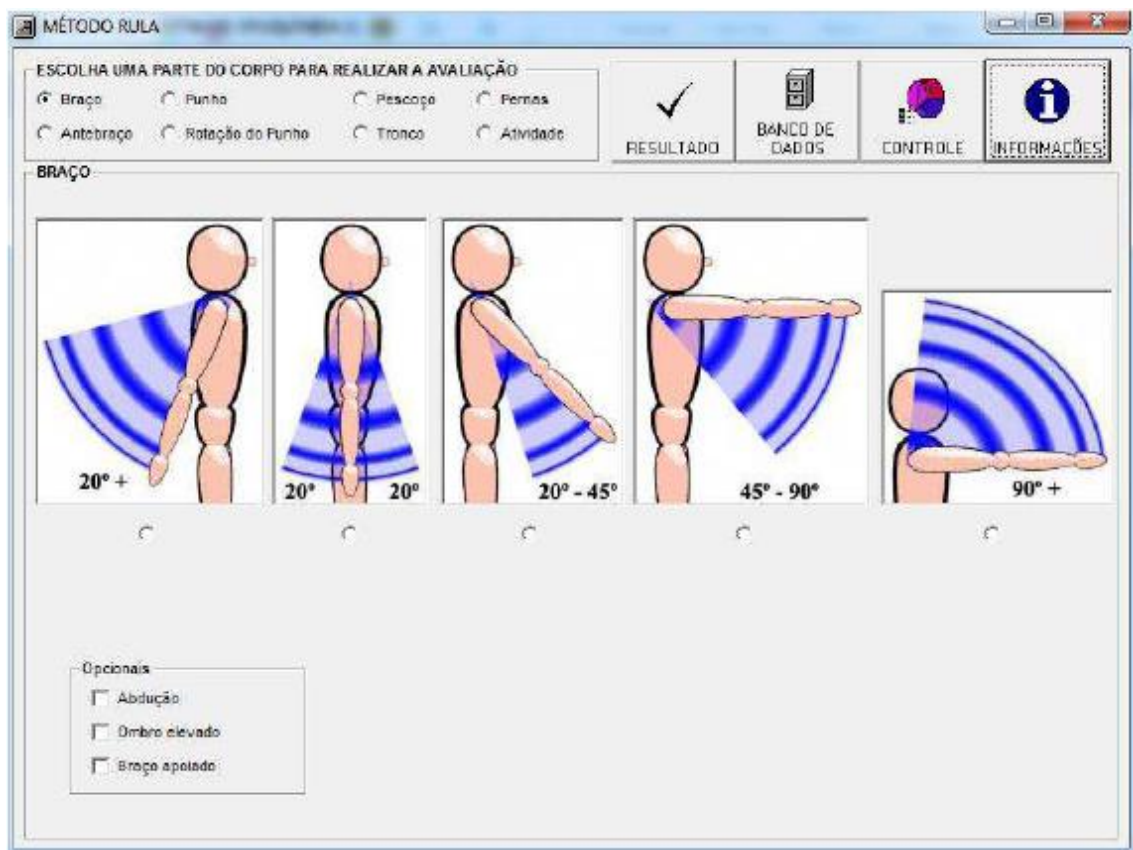 MÉTODO RULA
ESCOLHA UMA PARTE DO CORPO PARA REALIZAR A AVALIAÇÃO
Braço Punho Pescoço Pernas
Antebraço Rotação do Punho Tronco Atividade
RESULTADO
BANCO DE
DADOS
CONTROLE
INFORMAÇÕES
BRAÇO
20° +
20° 20°
20° - 45°
45° - 90°
90° +
Opcionais
Abdução
Ombro elevado
Braço apoiado